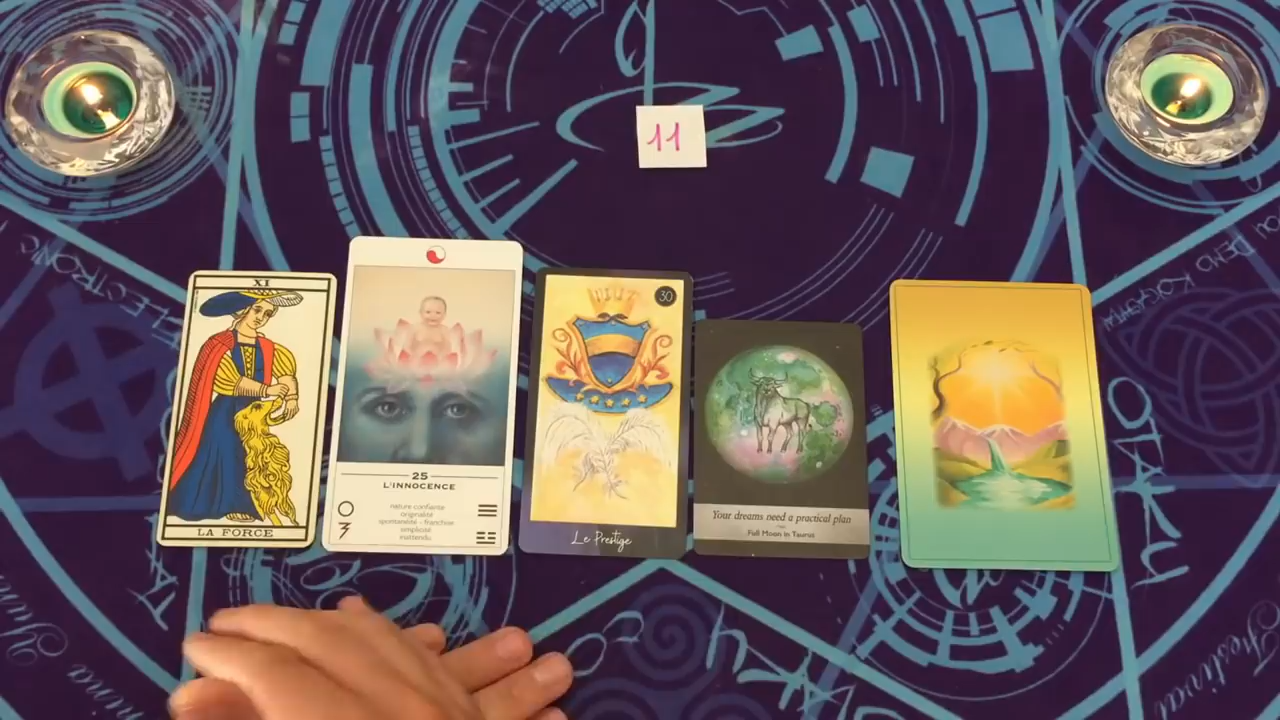 11
XI
LA FORCE
25
L'INNOCENCE
nature confiante
originalité
spontanéité - franchise
simplicité
inattendu
30
Le Prestige
Your dreams need a practical plan
Full Moon in Taurus
OTAKU